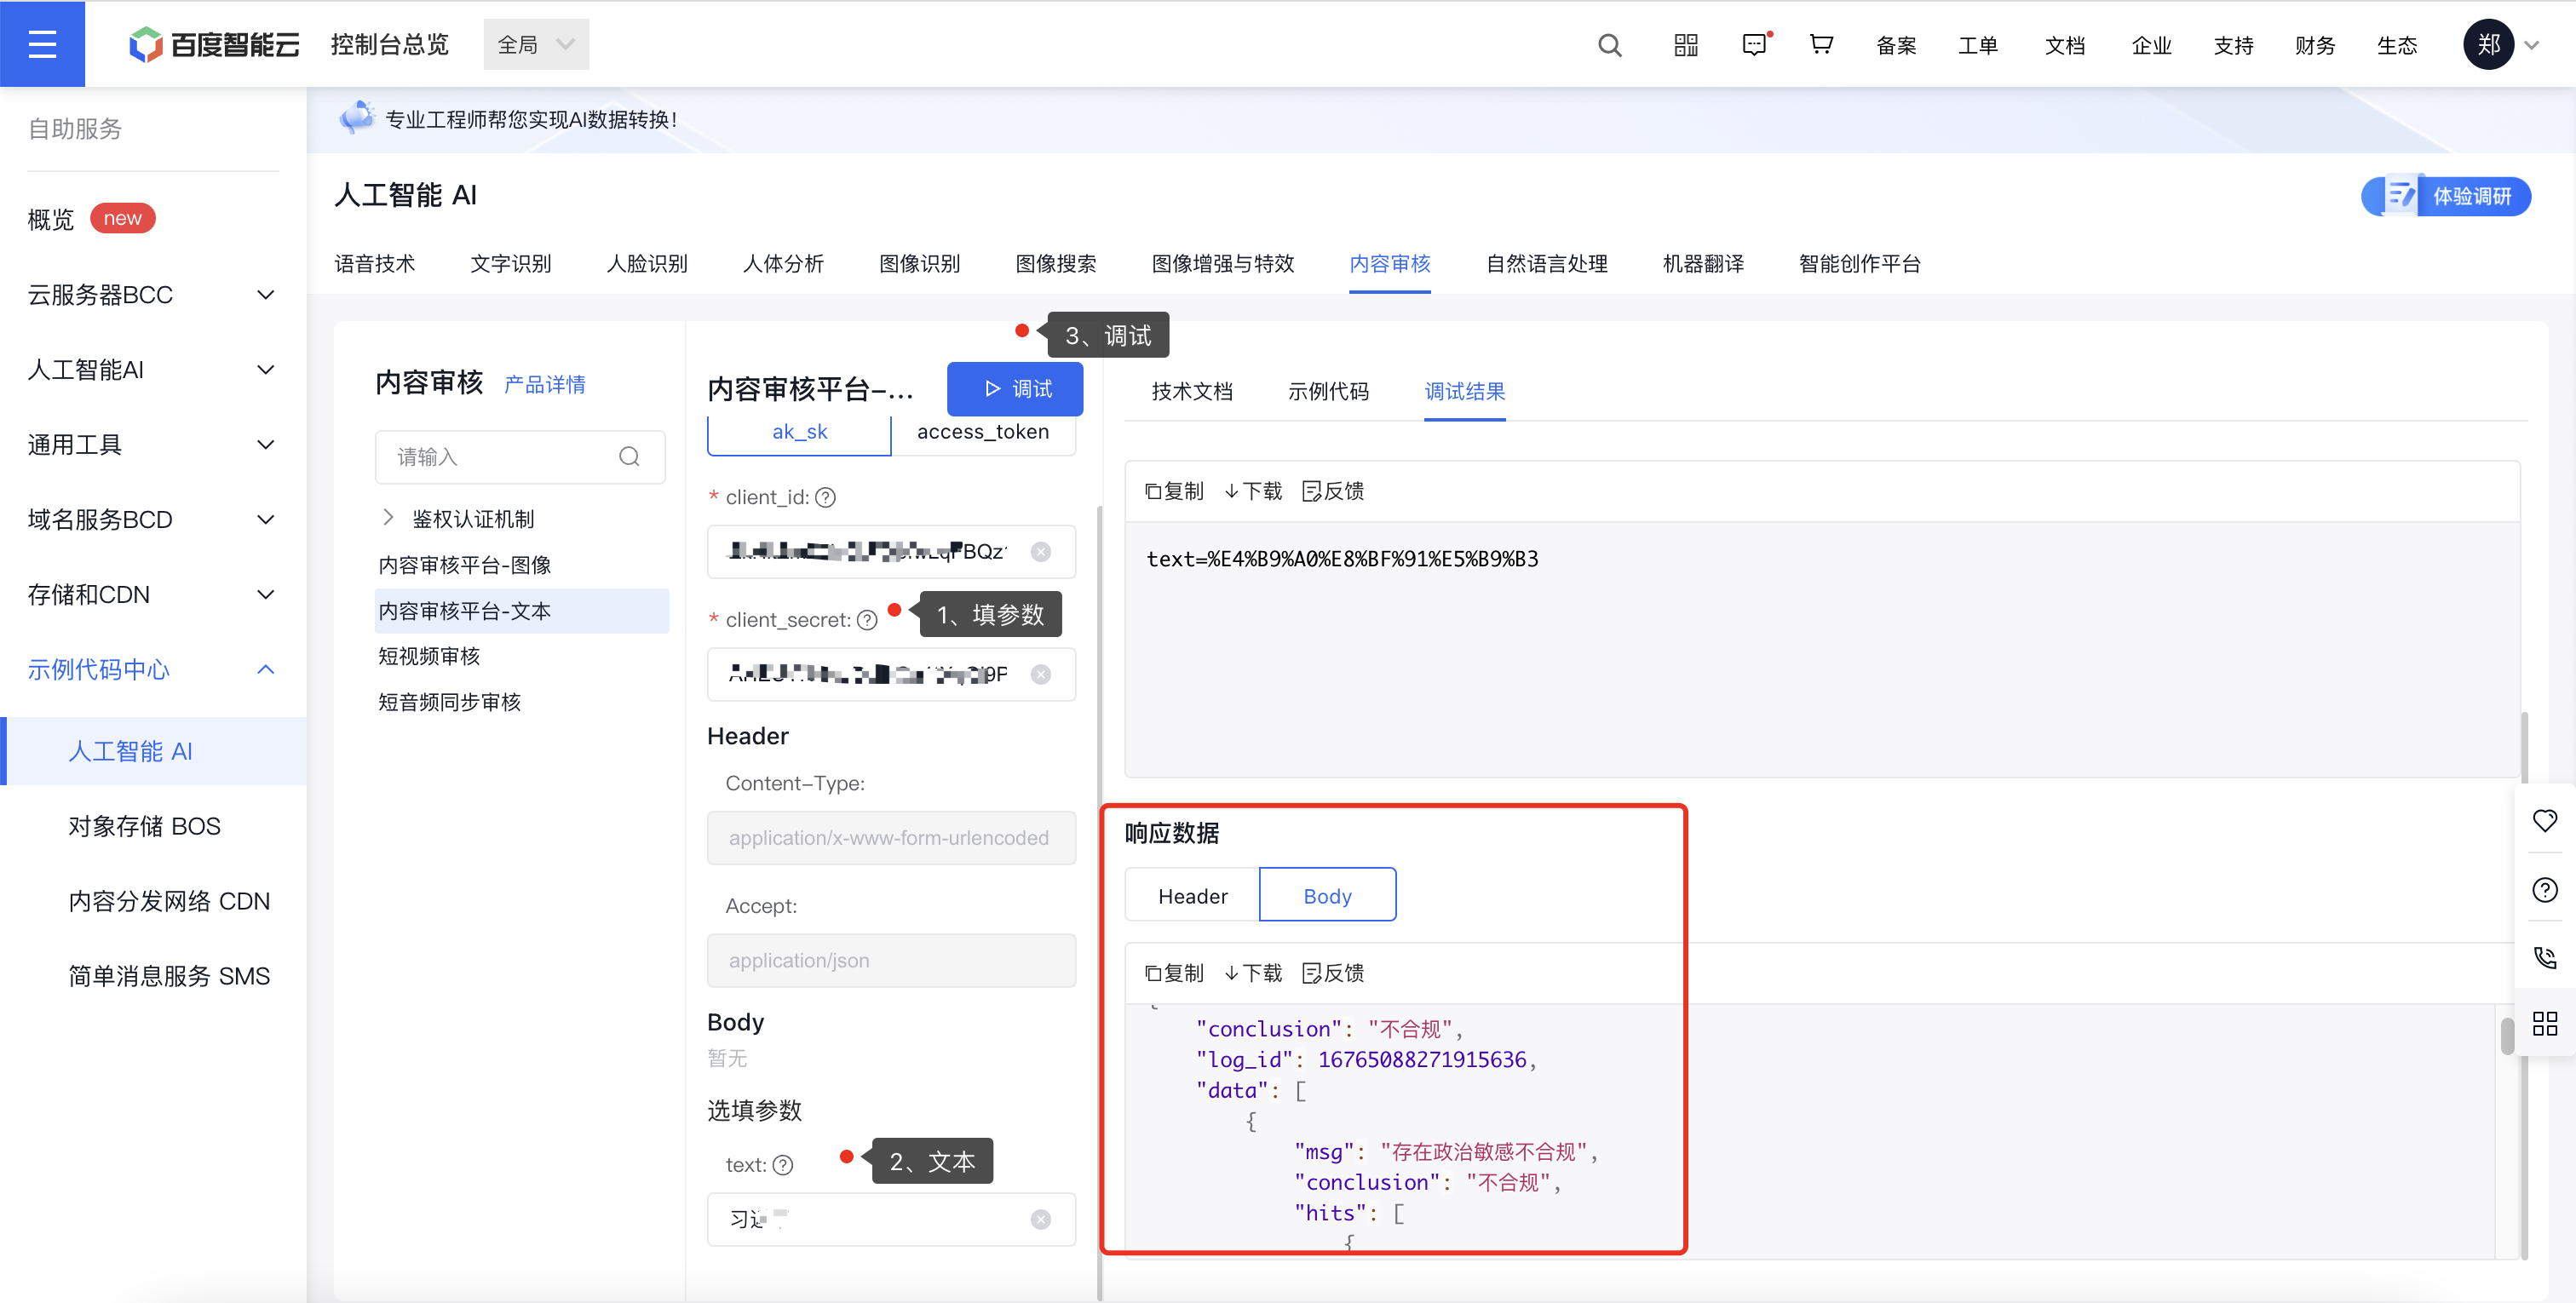 百度智能云
控制台总览
全局
备案
工单
文档
企业
支持
财务
生态
郑
自助服务
概览 new
云服务器BCC
人工智能AI
通用工具
域名服务BCD
存储和CDN
示例代码中心
人工智能 AI
对象存储 BOS
内容分发网络 CDN
简单消息服务 SMS
专业工程师帮您实现AI数据转换!
人工智能 AI
体验调研
语音技术
文字识别
人脸识别
人体分析
图像识别
图像搜索
图像增强与特效
内容审核
自然语言处理
机器翻译
智能创作平台
内容审核 产品详情
请输入
鉴权认证机制
内容审核平台-图像
内容审核平台-文本
短视频审核
短音频同步审核
3、调试
内容审核平台-...
调试
ak_sk
access_token
* client_id:
BQz
* client_secret:
1、填参数
Header
Content-Type:
application/x-www-form-urlencoded
Accept:
application/json
Body
暂无
选填参数
text:
2、文本
习
技术文档
示例代码
调试结果
复制 下载 反馈
text=%E4%B9%A0%E8%BF%91%E5%B9%B3
响应数据
Header
Body
复制 下载 反馈
{
"conclusion": "不合规",
"log_id": 16765088271915636,
"data": [
{
"msg": "存在政治敏感不合规",
"conclusion": "不合规",
"hits": [
{